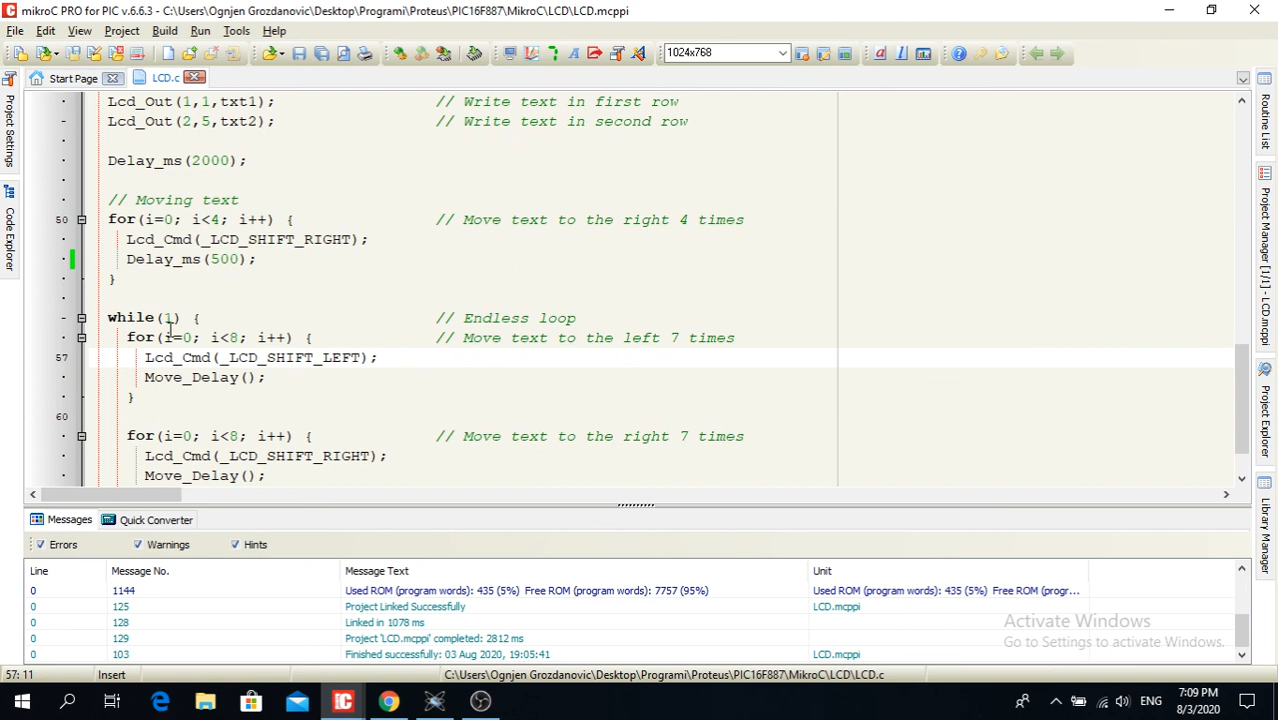 mikroC PRO for PIC v.6.6.3 - C:\Users\Ognjen Grozdanovic\Desktop\Programi\Proteus\PIC16F887\MikroC\LCD\LCD.mcppi
File Edit View Project Build Run Tools Help
1024x768
Start Page LCD.c
Lcd_Out(1,1,txt1); // Write text in first row
Lcd_Out(2,5,txt2); // Write text in second row
Delay_ms(2000);
// Moving text
50 for(i=0; i<4; i++) { // Move text to the right 4 times
Lcd_Cmd(_LCD_SHIFT_RIGHT);
Delay_ms(500);
}
while(1) { // Endless loop
for(i=0; i<8; i++) { // Move text to the left 7 times
57 Lcd_Cmd(_LCD_SHIFT_LEFT);
Move_Delay();
}
60
for(i=0; i<8; i++) { // Move text to the right 7 times
Lcd_Cmd(_LCD_SHIFT_RIGHT);
Move_Delay();
Project Settings
Code Explorer
Routine List
Project Manager [1/1] - LCD.mcppi
Project Explorer
Library Manager
Messages Quick Converter
Errors Warnings Hints
Line Message No. Message Text Unit
0 1144 Used ROM (program words): 435 (5%) Free ROM (program words): 7757 (95%) Used ROM (program words): 435 (5%) Free ROM (progr...
0 125 Project Linked Successfully LCD.mcppi
0 128 Linked in 1078 ms
0 129 Project 'LCD.mcppi' completed: 2812 ms
0 103 Finished successfully: 03 Aug 2020, 19:05:41 LCD.mcppi
Activate Windows
Go to Settings to activate Windows.
57: 11 Insert C:\Users\Ognjen Grozdanovic\Desktop\Programi\Proteus\PIC16F887\MikroC\LCD\LCD.c
ENG
7:09 PM
8/3/2020